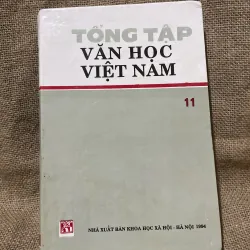 TỔNG TẬP
VĂN HỌC
VIỆT NAM
11
NHÀ XUẤT BẢN KHOA HỌC XÃ HỘI - HÀ NỘI 1994